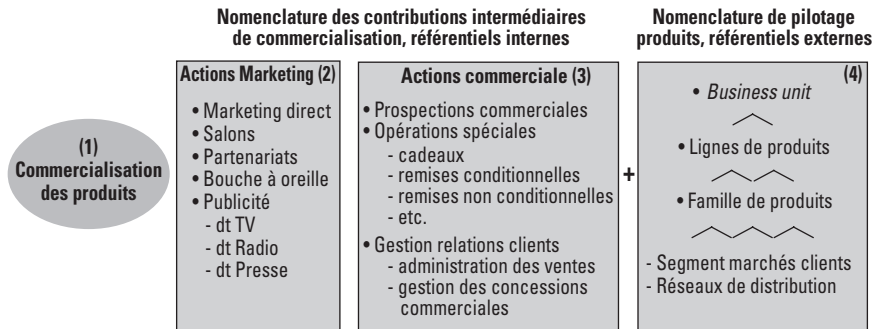 Nomenclature des contributions intermédiaires
de commercialisation, référentiels internes
Nomenclature de pilotage
produits, référentiels externes
(1)
Commercialisation
des produits
Actions Marketing (2)
• Marketing direct
• Salons
• Partenariats
• Bouche à oreille
• Publicité
- dt TV
- dt Radio
- dt Presse
Actions commerciale (3)
• Prospections commerciales
• Opérations spéciales
- cadeaux
- remises conditionnelles
- remises non conditionnelles
- etc.
• Gestion relations clients
- administration des ventes
- gestion des concessions
commerciales
+
(4)
• Business unit
• Lignes de produits
• Famille de produits
- Segment marchés clients
- Réseaux de distribution